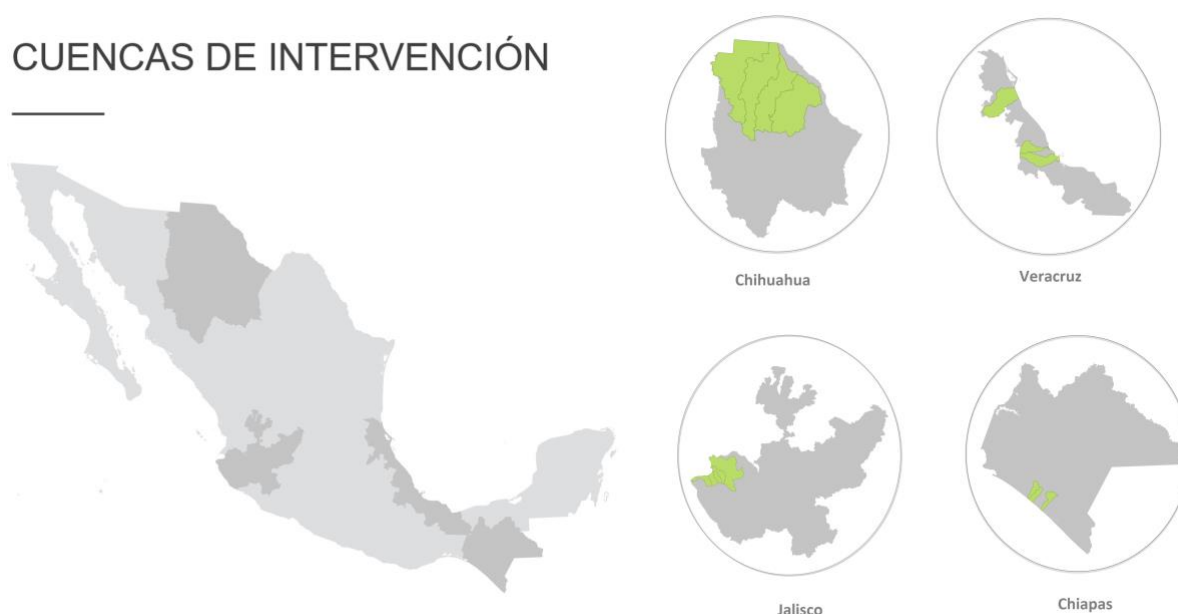 CUENCAS DE INTERVENCIÓN
Chihuahua
Veracruz
Jalisco
Chiapas